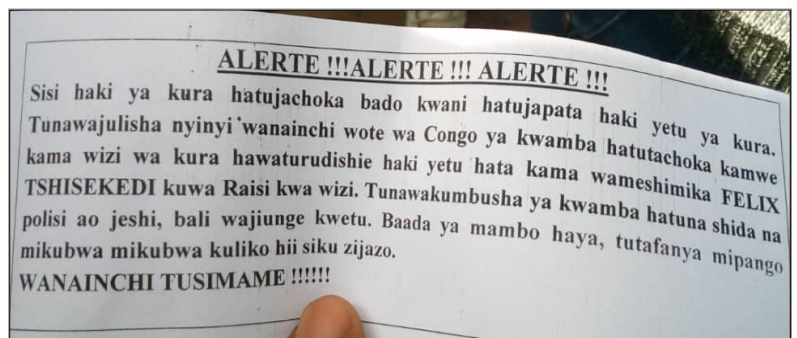 ALERTE !!!ALERTE !!! ALERTE !!!
Sisi haki ya kura hatujachoka bado kwani hatujapata haki yetu ya kura.
Tunawajulisha nyinyi wanainchi wote wa Congo ya kwamba hatutachoka kamwe
kama wizi wa kura hawaturudishie haki yetu hata kama wameshimika FELIX
TSHISEKEDI kuwa Raisi kwa wizi. Tunawakumbusha ya kwamba hatuna shida na
polisi ao jeshi, bali wajiunge kwetu. Baada ya mambo haya, tutafanya mipango
mikubwa mikubwa kuliko hii siku zijazo.
WANAINCHI TUSIMAME !!!!!!